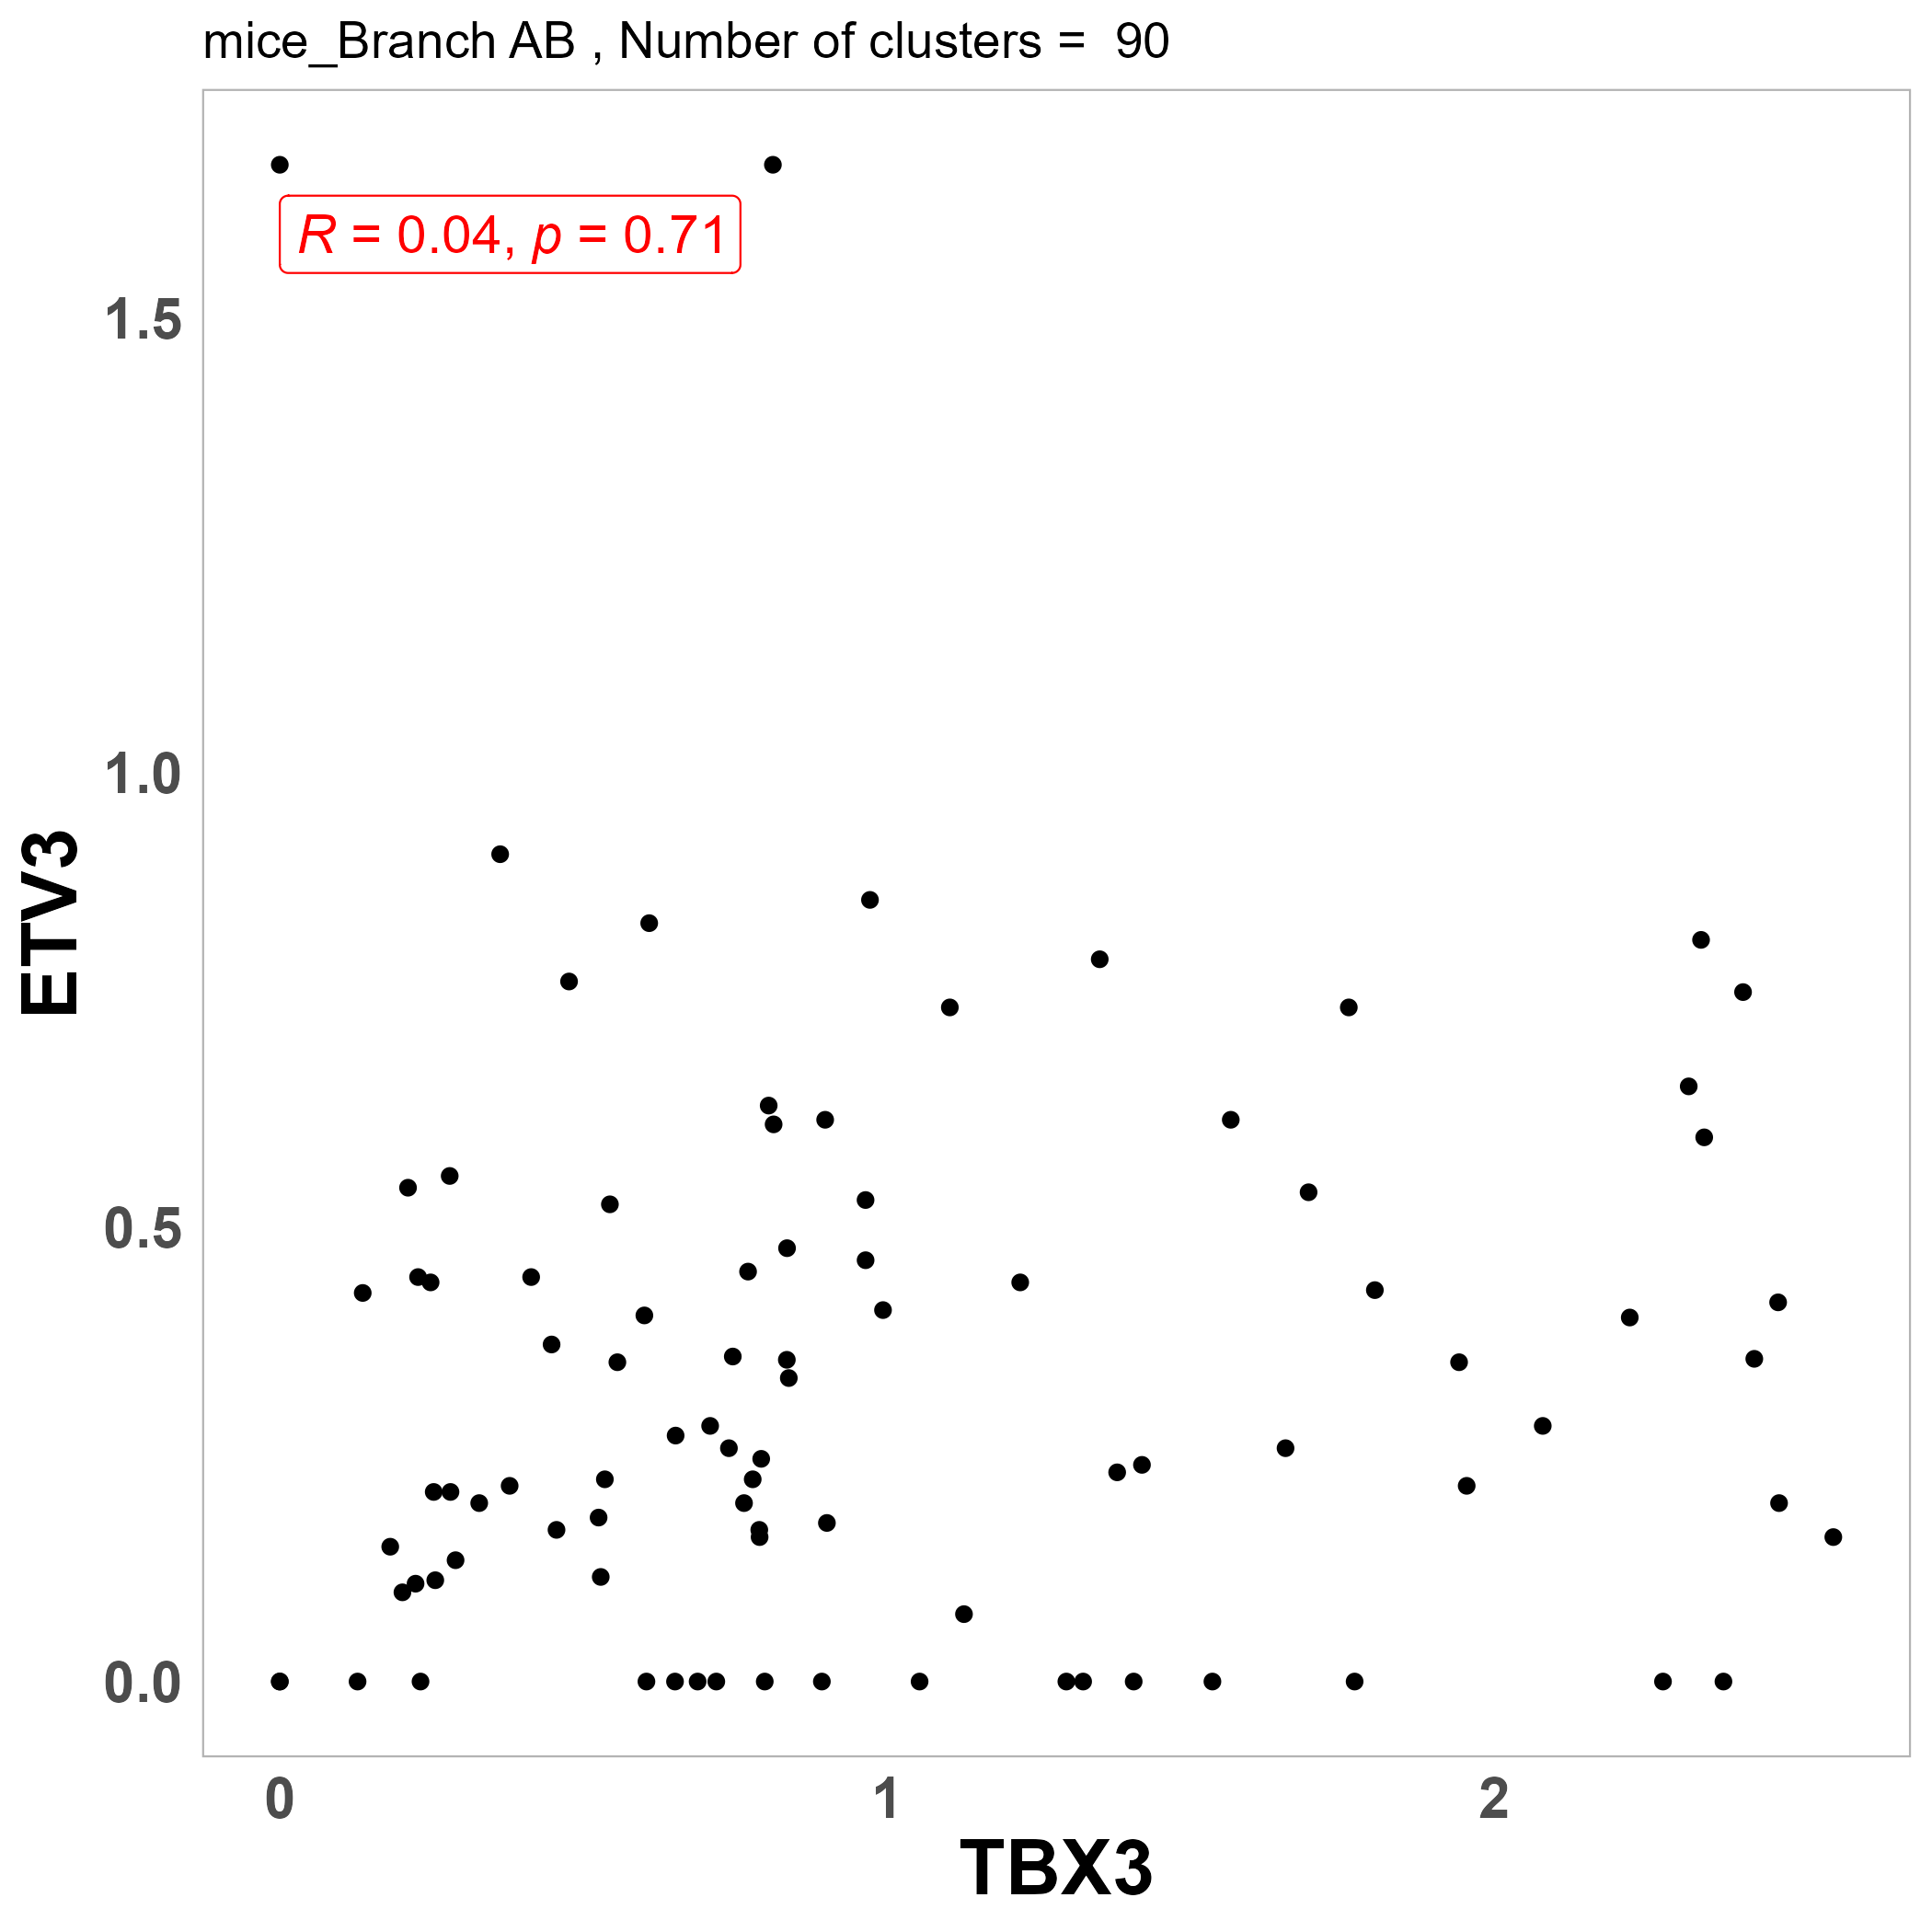 mice_Branch AB , Number of clusters =  90
R = 0.04, p = 0.71
1.5
1.0
0.5
0.0
ETV3
0 1 2
TBX3